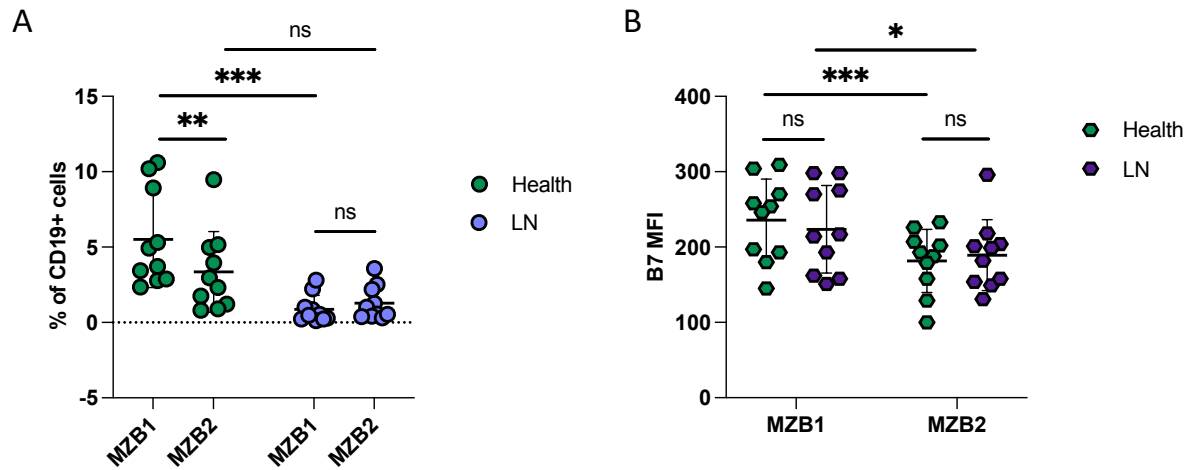 A
ns
***
**
ns
15
10
5
0
-5
% of CD19+ cells
MZB1
MZB2
MZB1
MZB2
Health
LN
B
*
***
ns
ns
400
300
200
100
0
B7 MFI
MZB1
MZB2
Health
LN